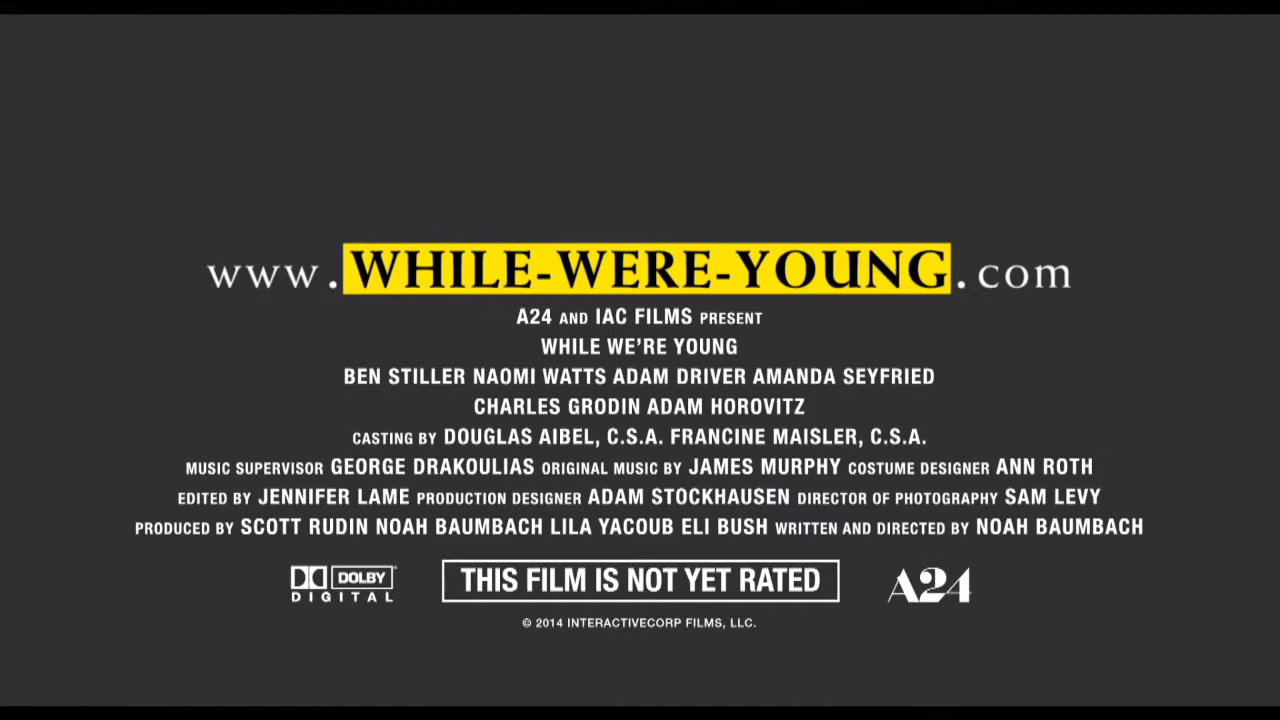 www.WHILE-WERE-YOUNG.com
A24 AND IAC FILMS PRESENT
WHILE WE'RE YOUNG
BEN STILLER NAOMI WATTS ADAM DRIVER AMANDA SEYFRIED
CHARLES GRODIN ADAM HOROVITZ
CASTING BY DOUGLAS AIBEL, C.S.A. FRANCINE MAISLER, C.S.A.
MUSIC SUPERVISOR GEORGE DRAKOULIAS ORIGINAL MUSIC BY JAMES MURPHY COSTUME DESIGNER ANN ROTH
EDITED BY JENNIFER LAME PRODUCTION DESIGNER ADAM STOCKHAUSEN DIRECTOR OF PHOTOGRAPHY SAM LEVY
PRODUCED BY SCOTT RUDIN NOAH BAUMBACH LILA YACOUB ELI BUSH WRITTEN AND DIRECTED BY NOAH BAUMBACH
DOLBY
DIGITAL
THIS FILM IS NOT YET RATED
A24
© 2014 INTERACTIVECORP FILMS, LLC.